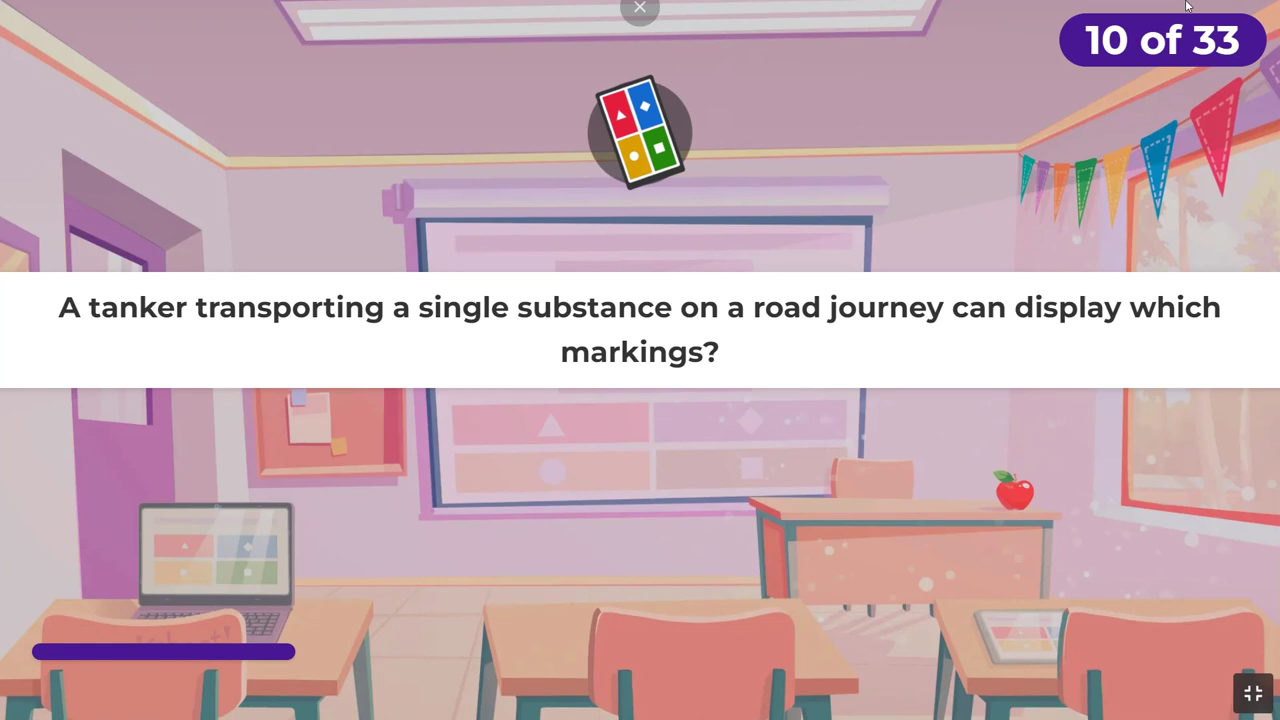 10 of 33
A tanker transporting a single substance on a road journey can display which
markings?